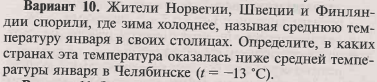 Вариант 10. Жители Норвегии, Швеции и Финлян-
дии спорили, где зима холоднее, называя среднюю тем-
пературу января в своих столицах. Определите, в каких
странах эта температура оказалась ниже средней темпе-
ратуры января в Челябинске (t = −13 °C).